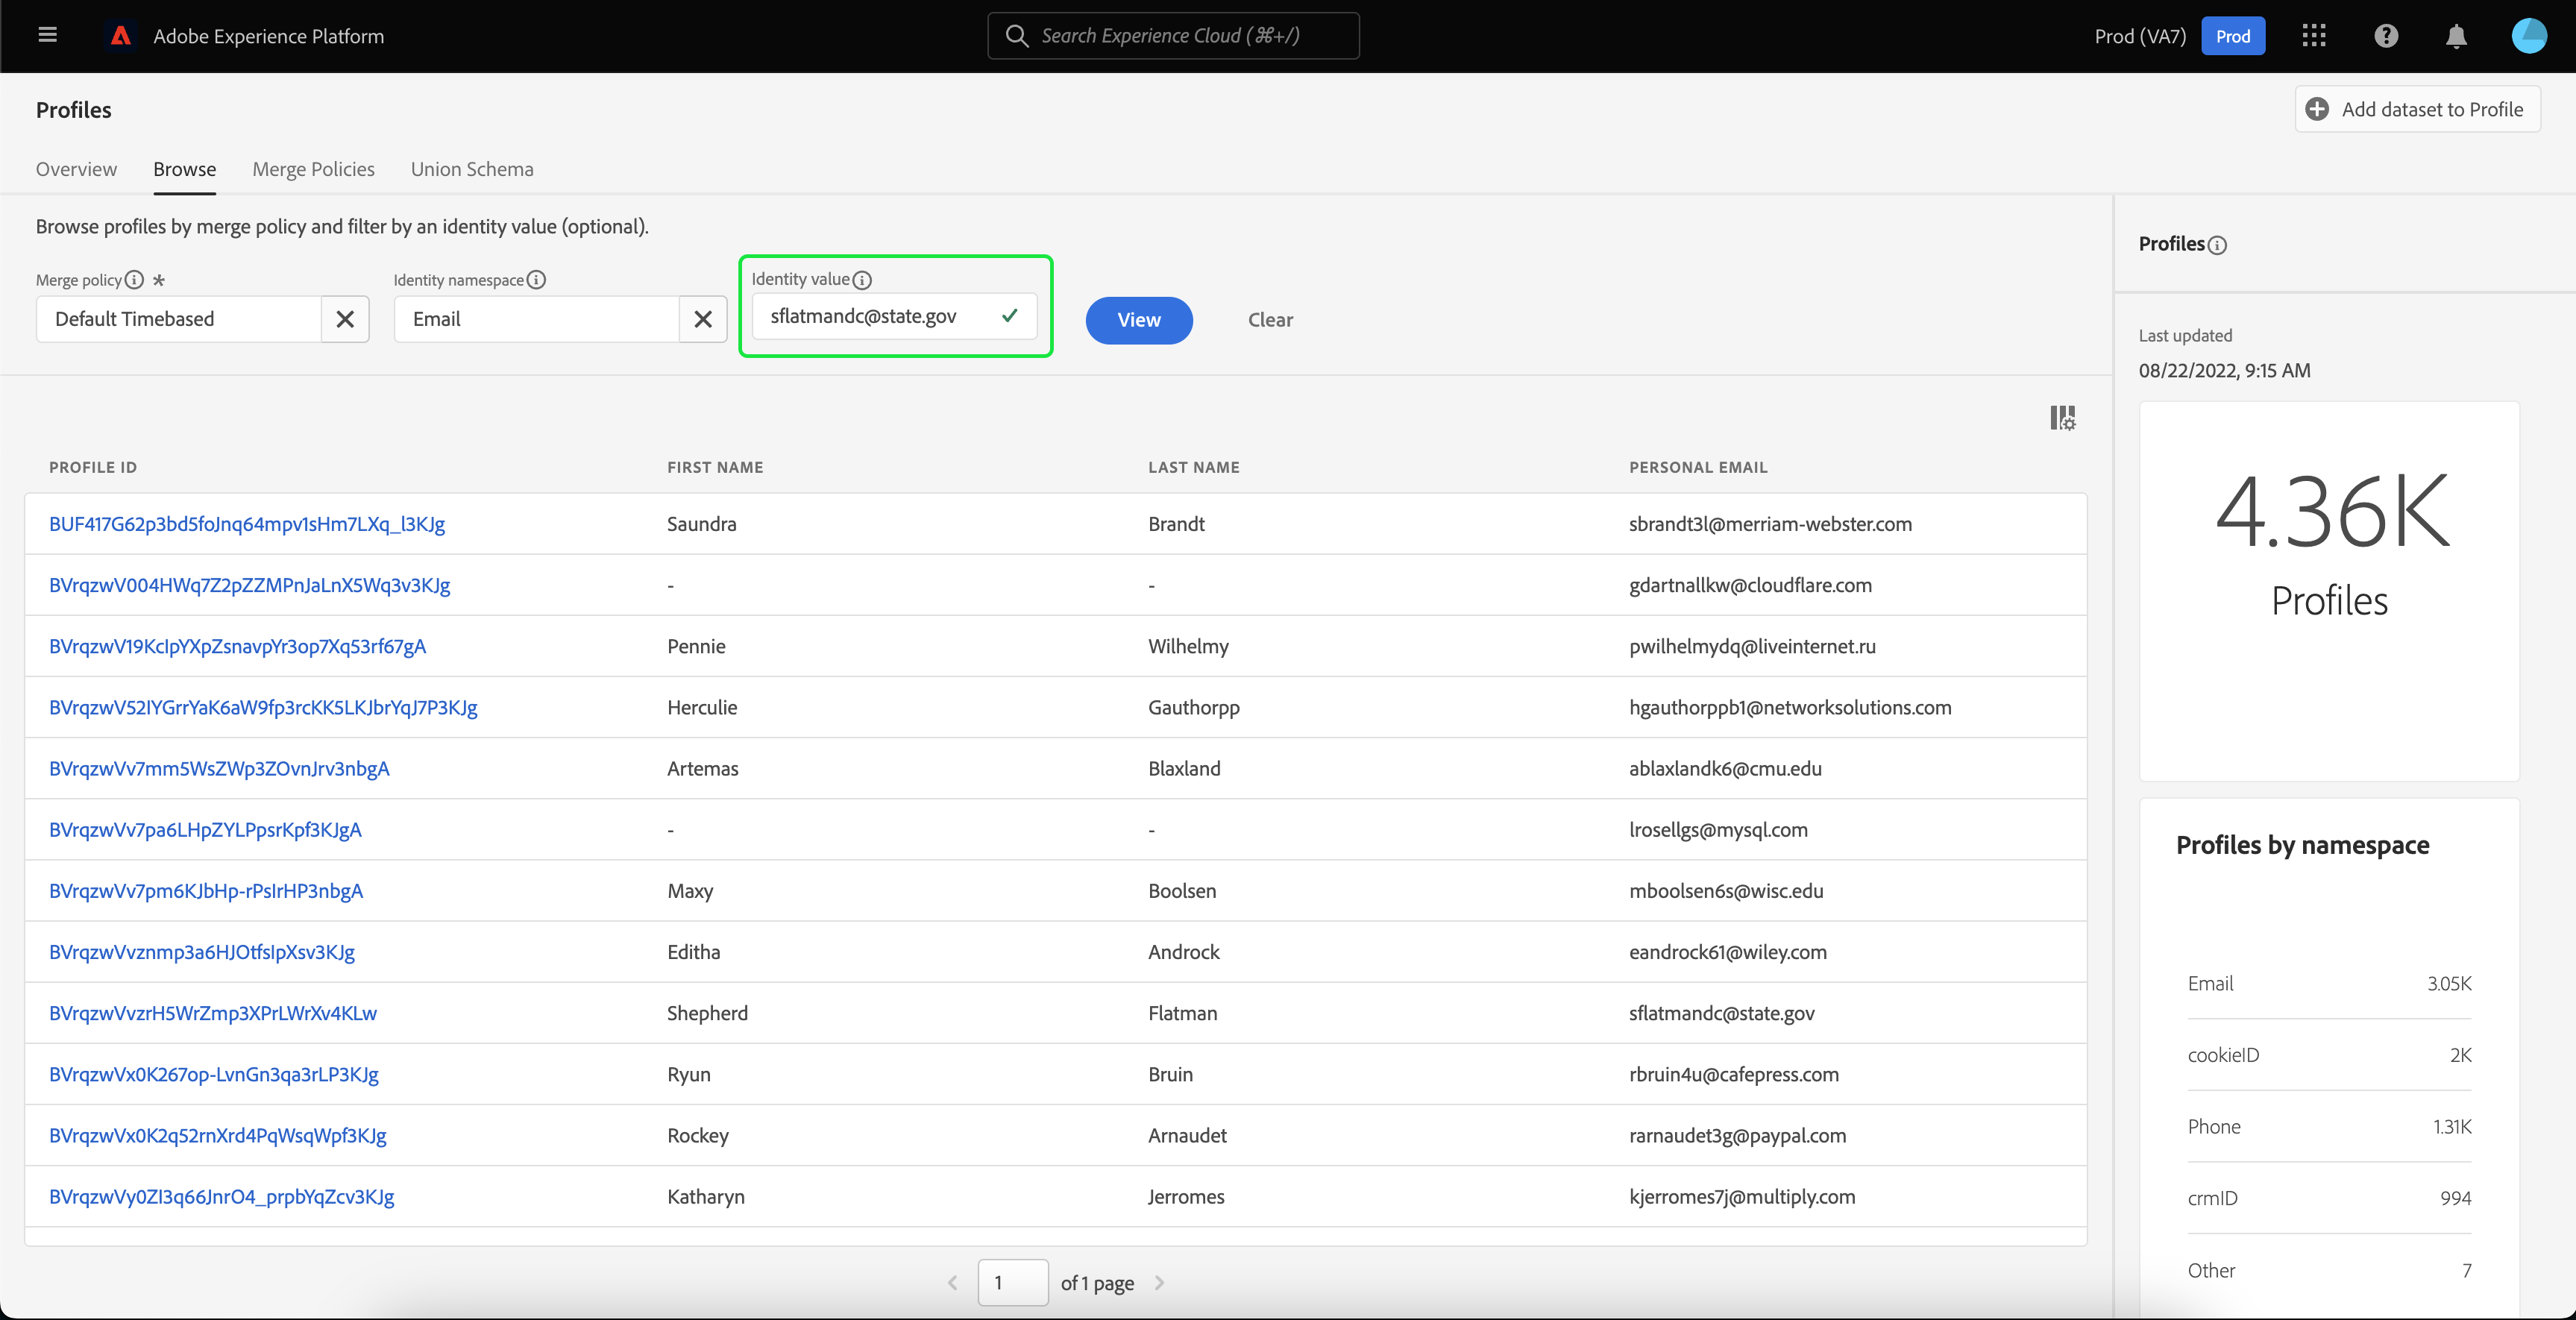 Adobe Experience Platform
Search Experience Cloud (⌘+/)
Prod (VA7)
Prod
Profiles
Add dataset to Profile
Overview
Browse
Merge Policies
Union Schema
Browse profiles by merge policy and filter by an identity value (optional).
Merge policy *
Identity namespace
Identity value
Default Timebased
Email
sflatmandc@state.gov
View
Clear
PROFILE ID FIRST NAME LAST NAME PERSONAL EMAIL
BUF417G62p3bd5foJnq64mpv1sHm7LXq_l3KJg Saundra Brandt sbrandt3l@merriam-webster.com
BVrqzwV004HWq7Z2pZZMPnJaLnX5Wq3v3KJg - - gdartnallkw@cloudflare.com
BVrqzwV19KcIpYXpZsnavpYr3op7Xq53rf67gA Pennie Wilhelmy pwilhelmydq@liveinternet.ru
BVrqzwV52IYGrrYaK6aW9fp3rcKK5LKJbrYqJ7P3KJg Herculie Gauthorpp hgauthorppb1@networksolutions.com
BVrqzwVv7mm5WsZWp3ZOvnJrv3nbgA Artemas Blaxland ablaxlandk6@cmu.edu
BVrqzwVv7pa6LHpZYLPpsrKpf3KJgA - - lrosellgs@mysql.com
BVrqzwVv7pm6KJbHp-rPsIrHP3nbgA Maxy Boolsen mboolsen6s@wisc.edu
BVrqzwVvznmp3a6HJOtfsIpXsv3KJg Editha Androck eandrock61@wiley.com
BVrqzwVvzrH5WrZmp3XPrLWrXv4KLw Shepherd Flatman sflatmandc@state.gov
BVrqzwVx0K267op-LvnGn3qa3rLP3KJg Ryun Bruin rbruin4u@cafepress.com
BVrqzwVx0K2q52rnXrd4PqWsqWpf3KJg Rockey Arnaudet rarnaudet3g@paypal.com
BVrqzwVy0ZI3q66JnrO4_prpbYqZcv3KJg Katharyn Jerromes kjerromes7j@multiply.com
1 of 1 page
Profiles
Last updated
08/22/2022, 9:15 AM
4.36K
Profiles
Profiles by namespace
Email 3.05K
cookieID 2K
Phone 1.31K
crmID 994
Other 7